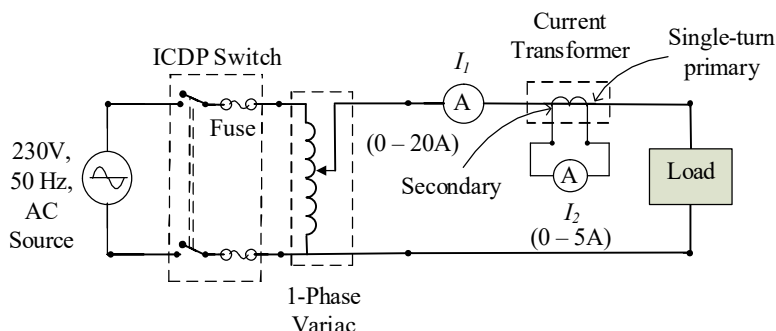 ICDP Switch
Fuse
230V,
50 Hz,
AC
Source
1-Phase
Variac
I1
A
(0 – 20A)
Current
Transformer
Single-turn
primary
Secondary
A
I2
(0 – 5A)
Load